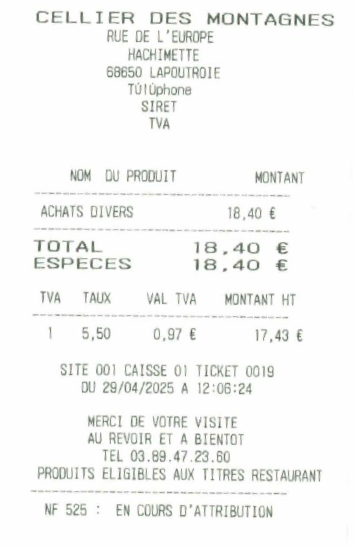 CELLIER DES MONTAGNES
RUE DE L'EUROPE
HACHIMETTE
68650 LAPOUTROIE
Túlúphone
SIRET
TVA
NOM DU PRODUIT MONTANT
ACHATS DIVERS 18,40 €
TOTAL 18,40 €
ESPECES 18,40 €
TVA TAUX VAL TVA MONTANT HT
1 5,50 0,97 € 17,43 €
SITE 001 CAISSE 01 TICKET 0019
DU 29/04/2025 A 12:06:24
MERCI DE VOTRE VISITE
AU REVOIR ET A BIENTOT
TEL 03.89.47.23.60
PRODUITS ELIGIBLES AUX TITRES RESTAURANT
NF 525 : EN COURS D'ATTRIBUTION